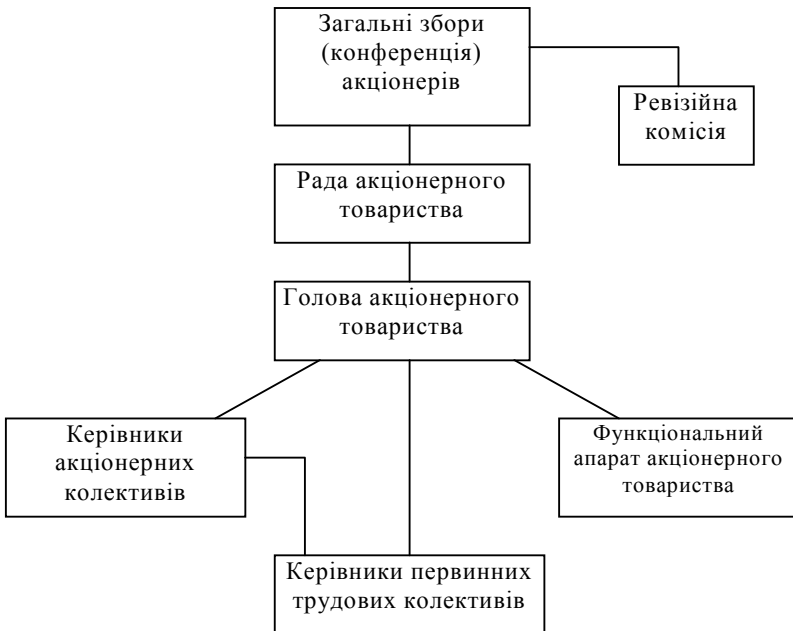 Загальні збори
(конференція)
акціонерів
Ревізійна
комісія
Рада акціонерного
товариства
Голова акціонерного
товариства
Керівники
акціонерних
колективів
Функціональний
апарат акціонерного
товариства
Керівники первинних
трудових колективів